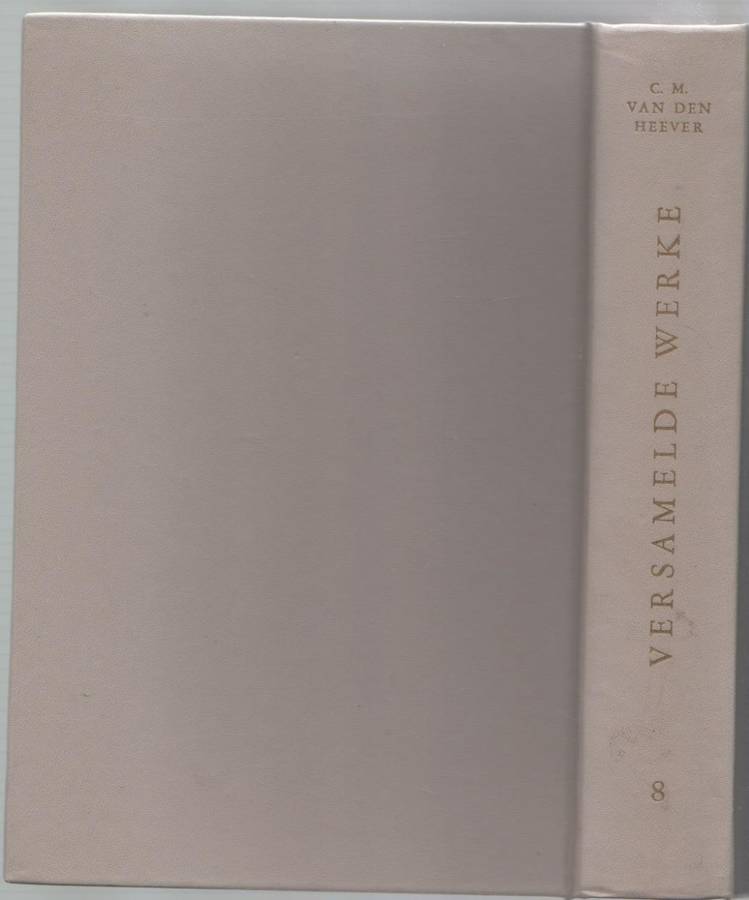 C. M.
VAN DEN
HEEVER
VERSAMELDE WERKE
8